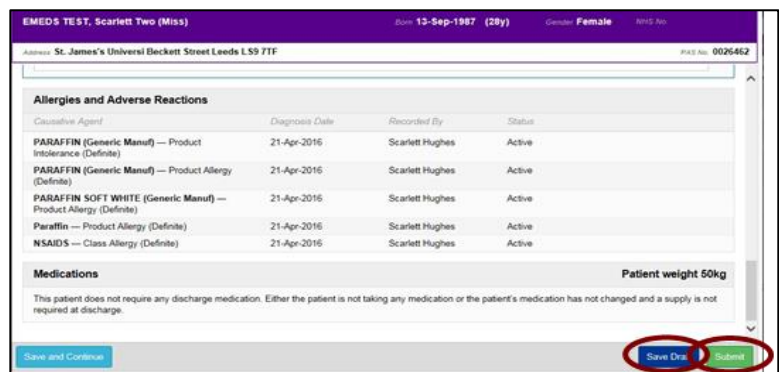 EMEDS TEST, Scarlett Two (Miss) Born 13-Sep-1987 (28y) Gender Female NHS No.
Address St. James's Universi Beckett Street Leeds LS9 7TF PAS No. 0026462
Allergies and Adverse Reactions
Causative Agent Diagnosis Date Recorded By Status
PARAFFIN (Generic Manuf) — Product 21-Apr-2016 Scarlett Hughes Active
Intolerance (Definite)
PARAFFIN (Generic Manuf) — Product Allergy 21-Apr-2016 Scarlett Hughes Active
(Definite)
PARAFFIN SOFT WHITE (Generic Manuf) — 21-Apr-2016 Scarlett Hughes Active
Product Allergy (Definite)
Paraffin — Product Allergy (Definite) 21-Apr-2016 Scarlett Hughes Active
NSAIDS — Class Allergy (Definite) 21-Apr-2016 Scarlett Hughes Active
Medications Patient weight 50kg
This patient does not require any discharge medication. Either the patient is not taking any medication or the patient's medication has not changed and a supply is not
required at discharge.
Save and Continue Save Dra Submit